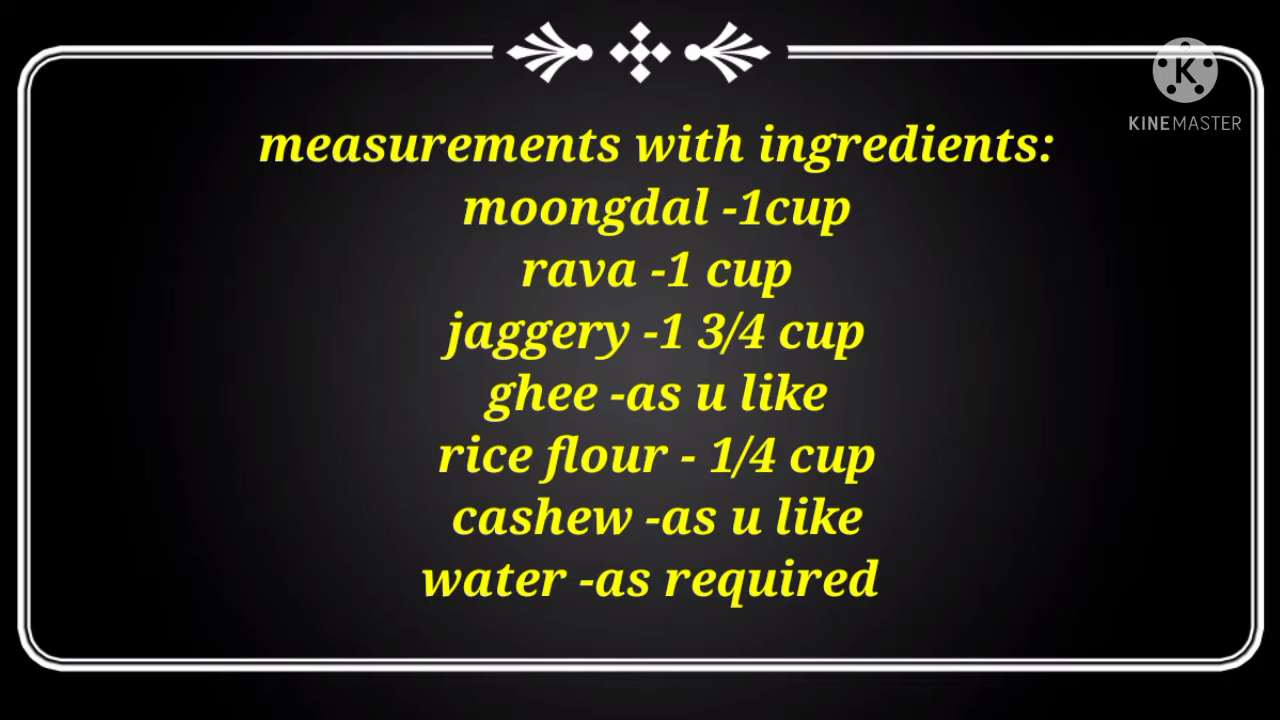 KINEMASTER
measurements with ingredients:
moongdal -1cup
rava -1 cup
jaggery -1 3/4 cup
ghee -as u like
rice flour - 1/4 cup
cashew -as u like
water -as required